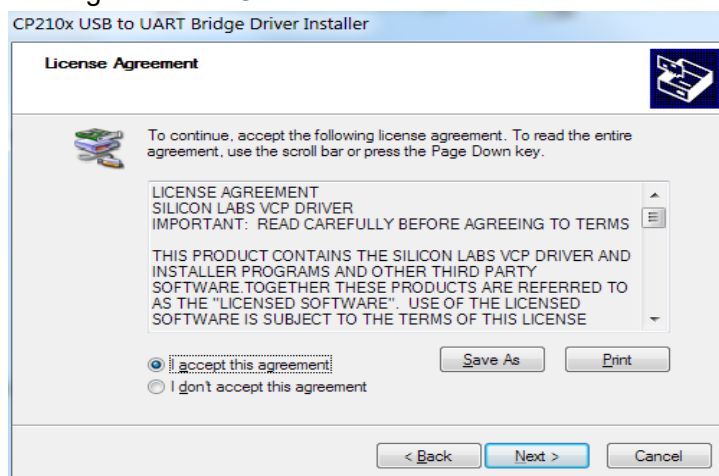 CP210x USB to UART Bridge Driver Installer
License Agreement
To continue, accept the following license agreement. To read the entire
agreement, use the scroll bar or press the Page Down key.
LICENSE AGREEMENT
SILICON LABS VCP DRIVER
IMPORTANT: READ CAREFULLY BEFORE AGREEING TO TERMS
THIS PRODUCT CONTAINS THE SILICON LABS VCP DRIVER AND
INSTALLER PROGRAMS AND OTHER THIRD PARTY
SOFTWARE.TOGETHER THESE PRODUCTS ARE REFERRED TO
AS THE "LICENSED SOFTWARE". USE OF THE LICENSED
SOFTWARE IS SUBJECT TO THE TERMS OF THIS LICENSE
I accept this agreement
I don't accept this agreement
Save As
Print
< Back
Next >
Cancel